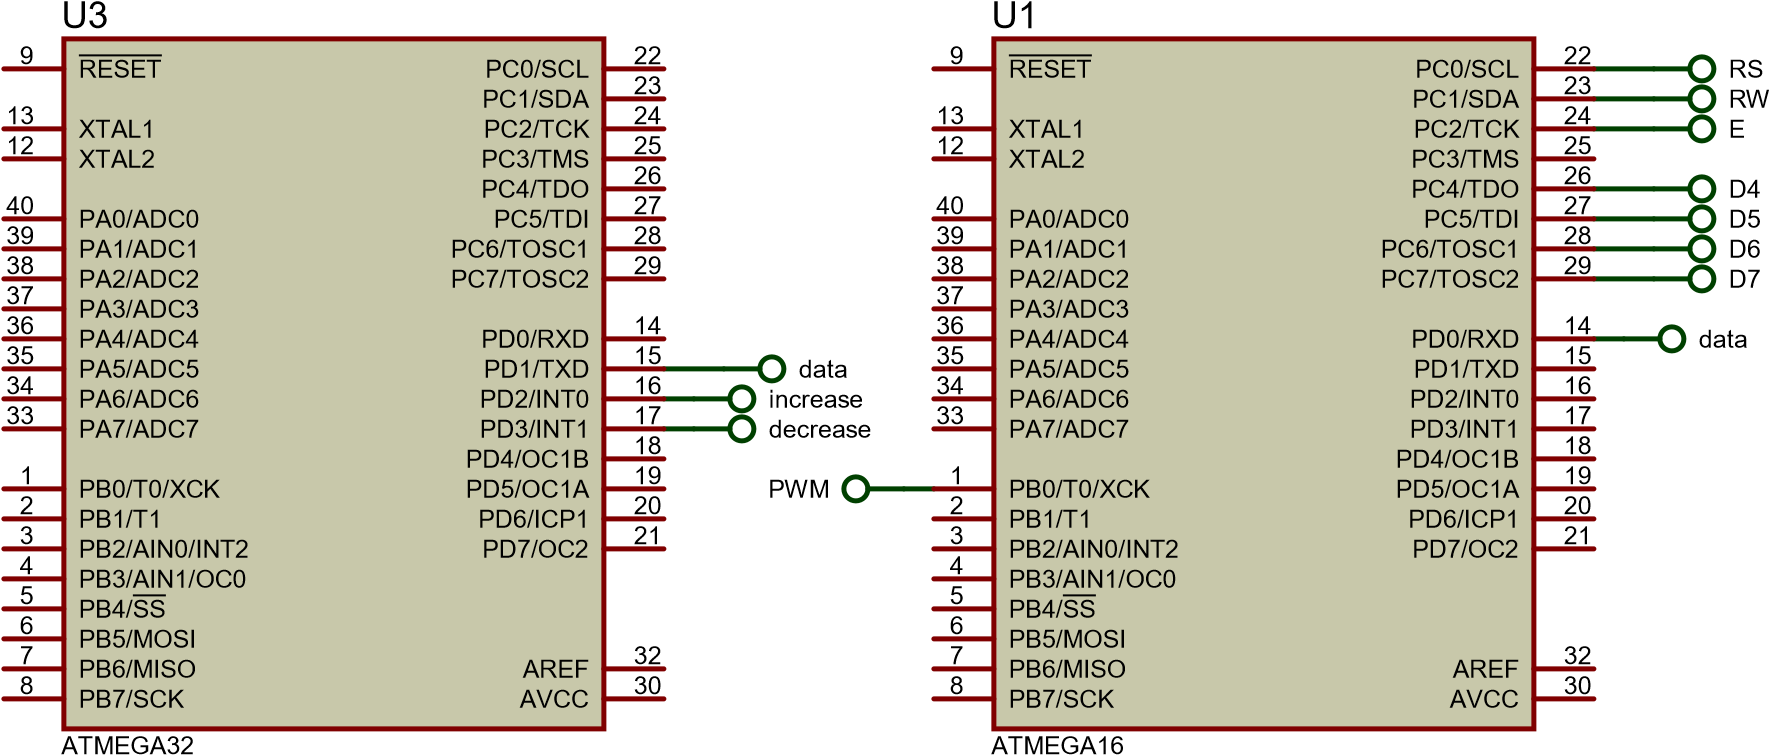 U3
9 RESET PC0/SCL 22
PC1/SDA 23
13 XTAL1 PC2/TCK 24
12 XTAL2 PC3/TMS 25
PC4/TDO 26
40 PA0/ADC0 PC5/TDI 27
39 PA1/ADC1 PC6/TOSC1 28
38 PA2/ADC2 PC7/TOSC2 29
37 PA3/ADC3
36 PA4/ADC4 PD0/RXD 14
35 PA5/ADC5 PD1/TXD 15 data
34 PA6/ADC6 PD2/INT0 16 increase
33 PA7/ADC7 PD3/INT1 17 decrease
PD4/OC1B 18
1 PB0/T0/XCK PD5/OC1A 19
2 PB1/T1 PD6/ICP1 20
3 PB2/AIN0/INT2 PD7/OC2 21
4 PB3/AIN1/OC0
5 PB4/SS
6 PB5/MOSI
7 PB6/MISO AREF 32
8 PB7/SCK AVCC 30
ATMEGA32
U1
9 RESET PC0/SCL 22 RS
PC1/SDA 23 RW
13 XTAL1 PC2/TCK 24 E
12 XTAL2 PC3/TMS 25
PC4/TDO 26 D4
40 PA0/ADC0 PC5/TDI 27 D5
39 PA1/ADC1 PC6/TOSC1 28 D6
38 PA2/ADC2 PC7/TOSC2 29 D7
37 PA3/ADC3
36 PA4/ADC4 PD0/RXD 14 data
35 PA5/ADC5 PD1/TXD 15
34 PA6/ADC6 PD2/INT0 16
33 PA7/ADC7 PD3/INT1 17
PD4/OC1B 18
PWM 1 PB0/T0/XCK PD5/OC1A 19
2 PB1/T1 PD6/ICP1 20
3 PB2/AIN0/INT2 PD7/OC2 21
4 PB3/AIN1/OC0
5 PB4/SS
6 PB5/MOSI
7 PB6/MISO AREF 32
8 PB7/SCK AVCC 30
ATMEGA16